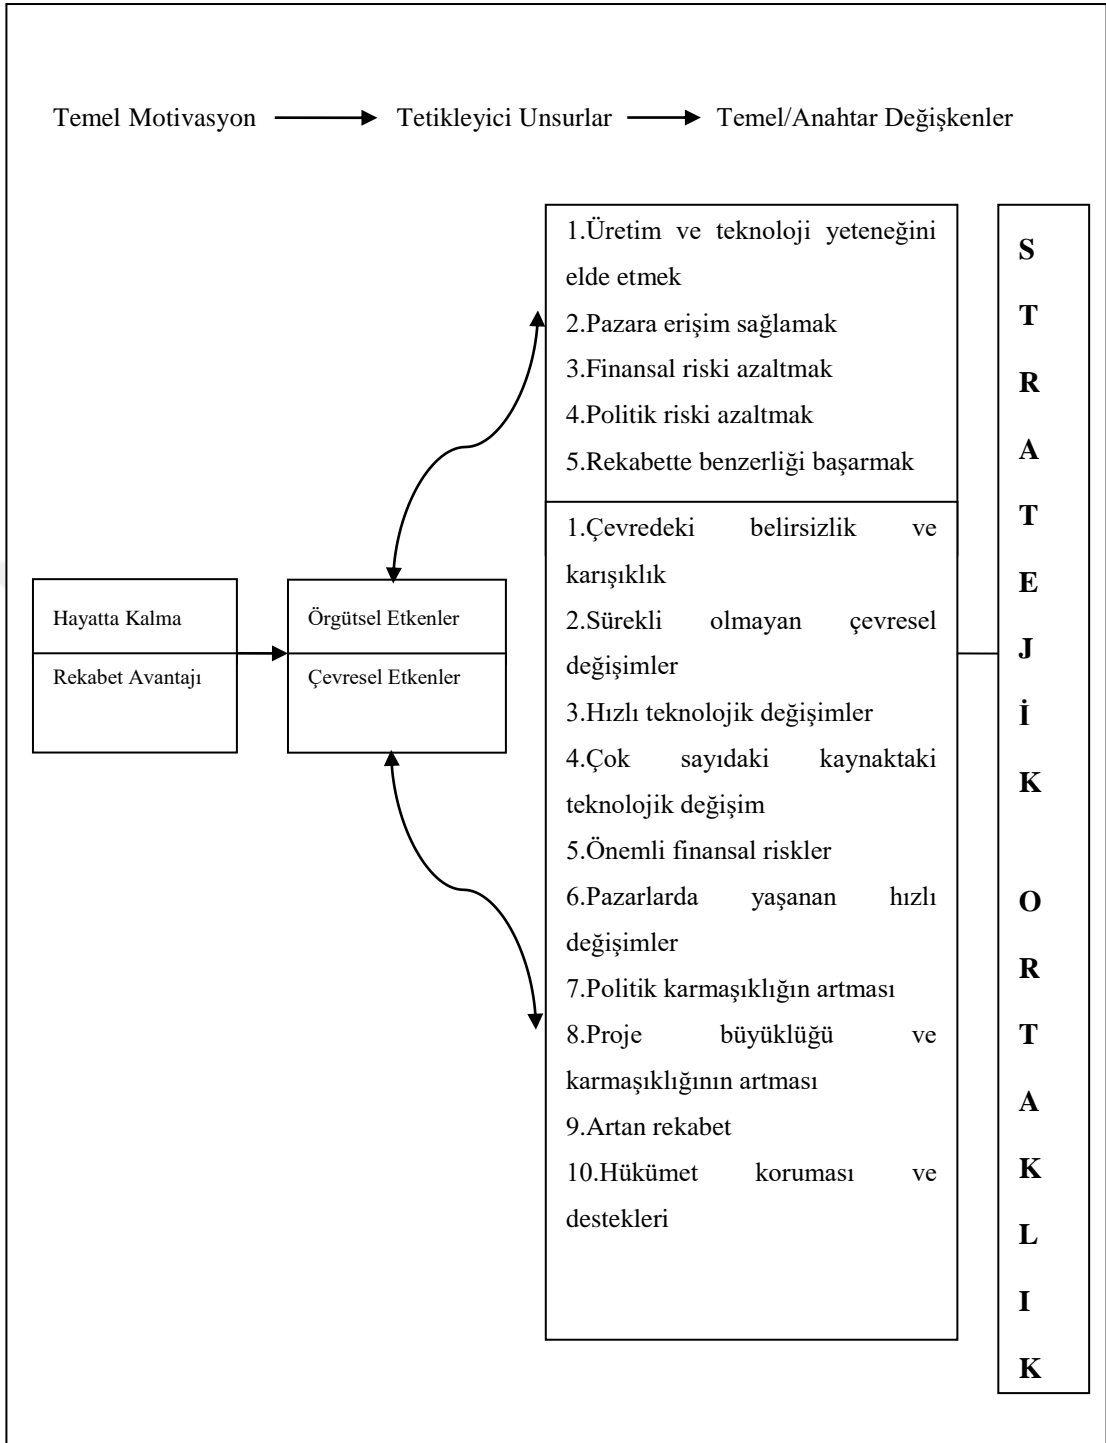 Temel Motivasyon Tetikleyici Unsurlar Temel/Anahtar Değişkenler
Hayatta Kalma
Rekabet Avantajı
Örgütsel Etkenler
Çevresel Etkenler
1.Üretim ve teknoloji yeteneğini
elde etmek
2.Pazara erişim sağlamak
3.Finansal riski azaltmak
4.Politik riski azaltmak
5.Rekabette benzerliği başarmak
1.Çevredeki belirsizlik ve
karışıklık
2.Sürekli olmayan çevresel
değişimler
3.Hızlı teknolojik değişimler
4.Çok sayıdaki kaynaktaki
teknolojik değişim
5.Önemli finansal riskler
6.Pazarlarda yaşanan hızlı
değişimler
7.Politik karmaşıklığın artması
8.Proje büyüklüğü ve
karmaşıklığının artması
9.Artan rekabet
10.Hükümet koruması ve
destekleri
S
T
R
A
T
E
J
İ
K
O
R
T
A
K
L
I
K